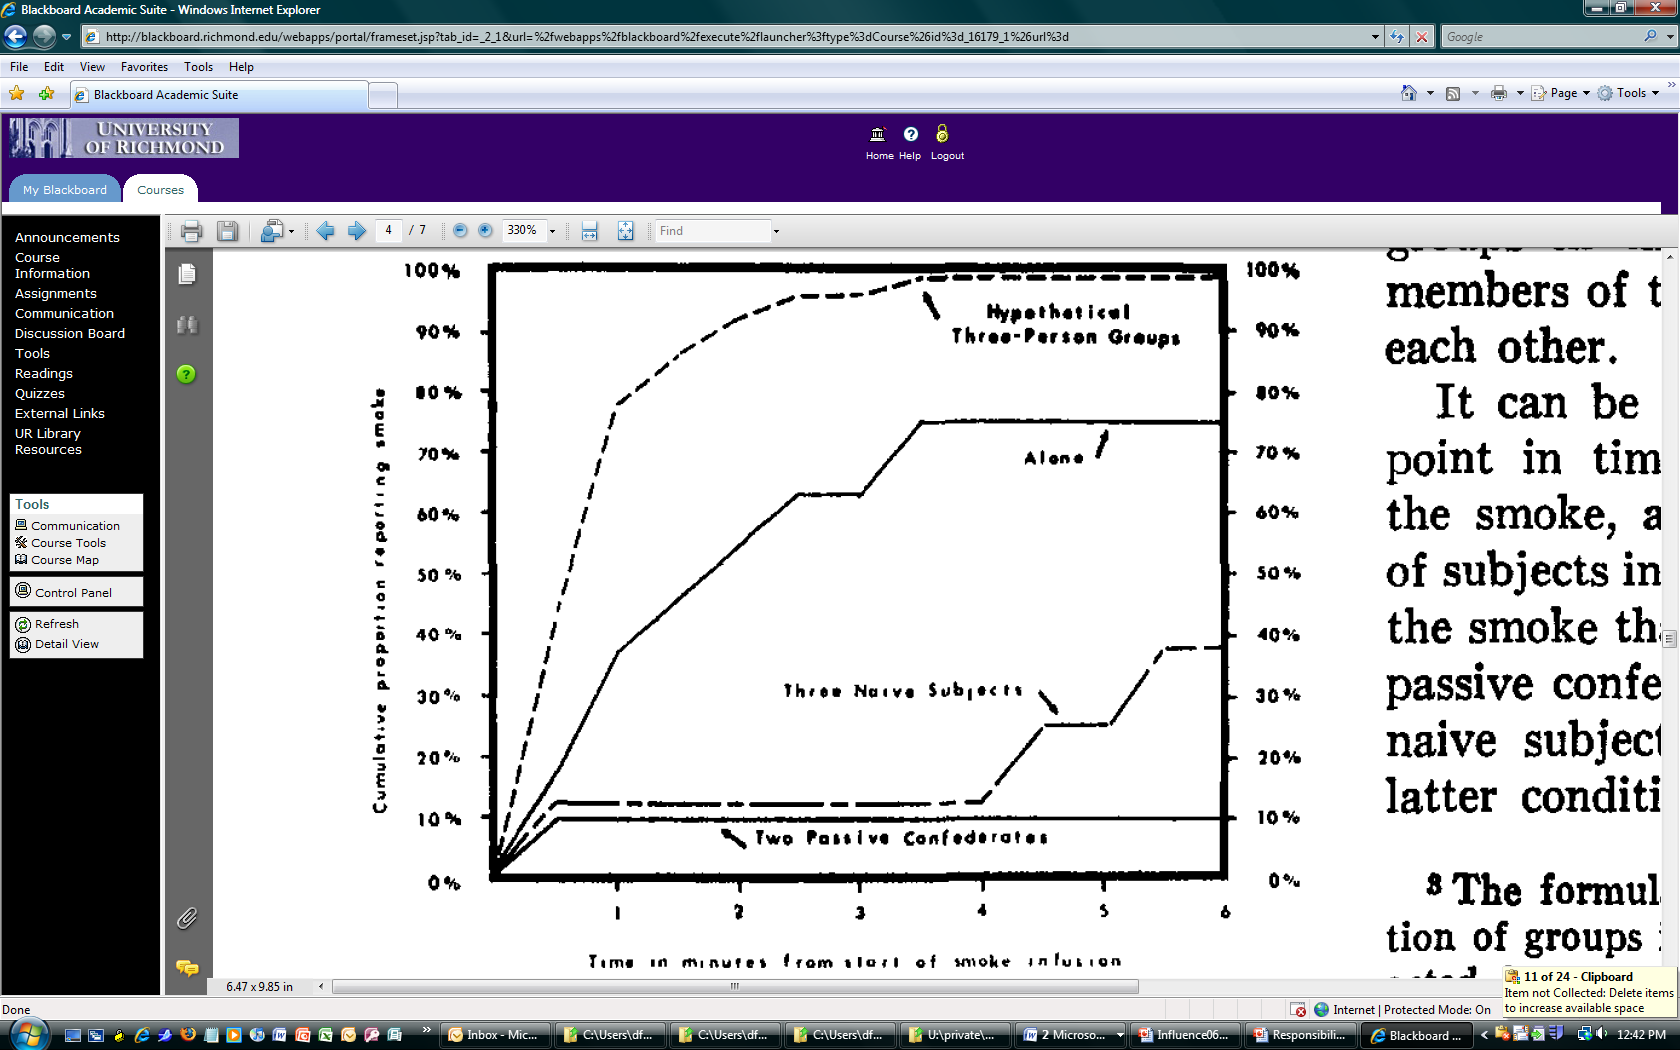 Blackboard Academic Suite - Windows Internet Explorer
http://blackboard.richmond.edu/webapps/portal/frameset.jsp?tab_id=_2_1&url=%2fwebapps%2fblackboard%2fexecute%2flauncher%3ftype%3dCourse%26id%3d_16179_1%26url%3d
Google
File Edit View Favorites Tools Help
Blackboard Academic Suite
Page Tools
UNIVERSITY
OF RICHMOND
Home Help Logout
My Blackboard Courses
Announcements
Course
Information
Assignments
Communication
Discussion Board
Tools
Readings
Quizzes
External Links
UR Library
Resources
Tools
Communication
Course Tools
Course Map
Control Panel
Refresh
Detail View
4 / 7 330% Find
100% 100%
90% 90%
80% 80%
70% 70%
60% 60%
50% 50%
40% 40%
30% 30%
20% 20%
10% 10%
0% 0%
Cumulative proportion reporting smoke
Hypothetical
Three-Person Groups
Alone
Three Naive Subjects
Two Passive Confederates
1 2 3 4 5 6
Time in minutes from start of smoke infusion
members of t
each other.
It can be
point in tim
the smoke, a
of subjects in
the smoke th
passive confe
naive subject
latter conditi
8 The formul
tion of groups i
6.47 x 9.85 in
11 of 24 - Clipboard
Item not Collected: Delete items
to increase available space
Done
Internet | Protected Mode: On
Inbox - Mic...
C:\Users\df...
C:\Users\df...
C:\Users\df...
U:\private\...
2 Microso...
Influence06...
Responsibili...
Blackboard ...
12:42 PM